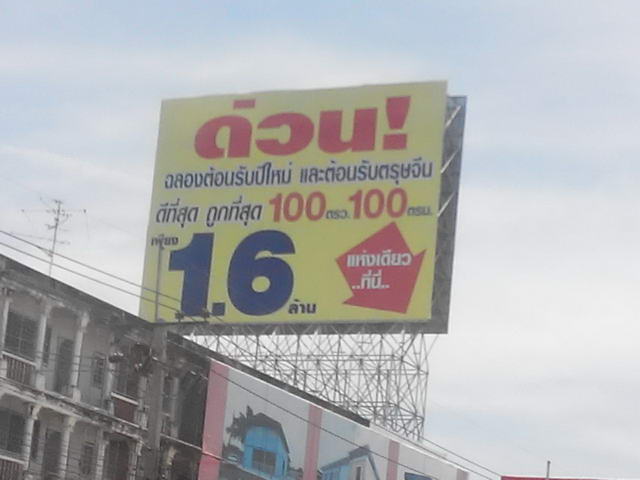 ด่วน!
ฉลองต้อนรับปีใหม่ และต้อนรับตรุษจีน
ดีที่สุด ถูกที่สุด 100 ตรว. 100 ตรม.
เพียง
1.6 ล้าน
แห่งเดียว
..ที่นี่..